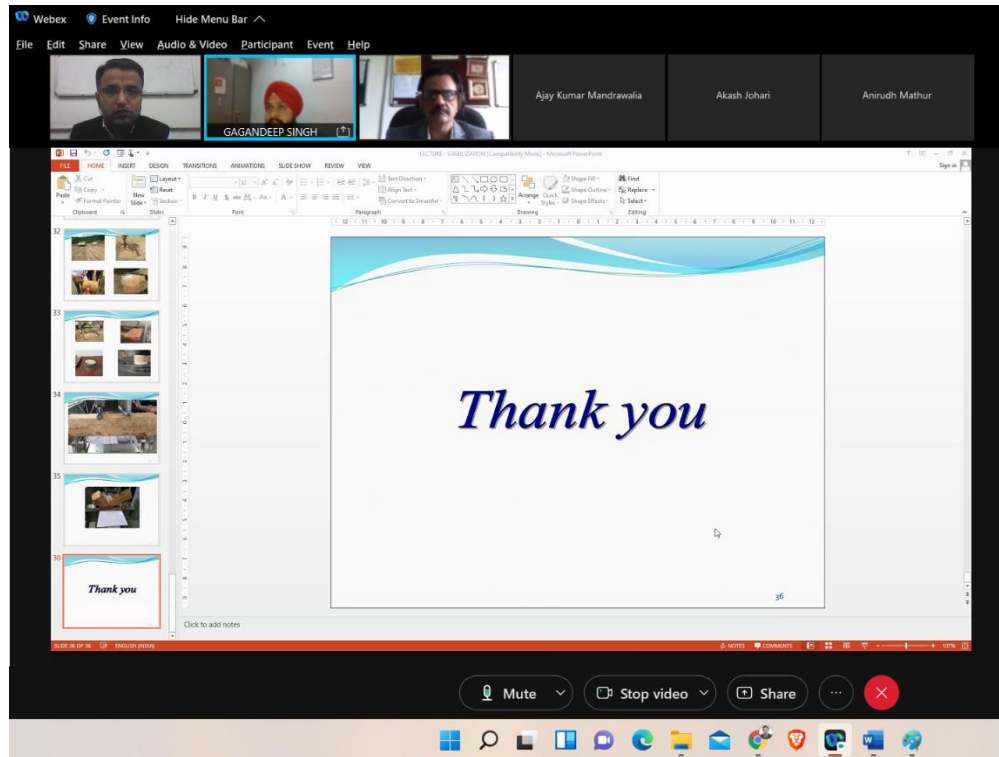 Webex Event Info Hide Menu Bar
File Edit Share View Audio & Video Participant Event Help
GAGANDEEP SINGH
Ajay Kumar Mandrawalia
Akash Johari
Anirudh Mathur
LECTURE - STABILIZATION [Compatibility Mode] - Microsoft PowerPoint
FILE HOME INSERT DESIGN TRANSITIONS ANIMATIONS SLIDE SHOW REVIEW VIEW
Sign in
Paste
Cut
Copy
Format Painter
Clipboard
New Slide
Layout
Reset
Section
Slides
Font
Text Direction
Align Text
Convert to SmartArt
Paragraph
Arrange
Quick Styles
Shape Fill
Shape Outline
Shape Effects
Drawing
Find
Replace
Select
Editing
32
33
34
35
36
Thank you
Thank you
36
Click to add notes
SLIDE 36 OF 36 ENGLISH (INDIA)
NOTES COMMENTS 107%
Mute Stop video Share